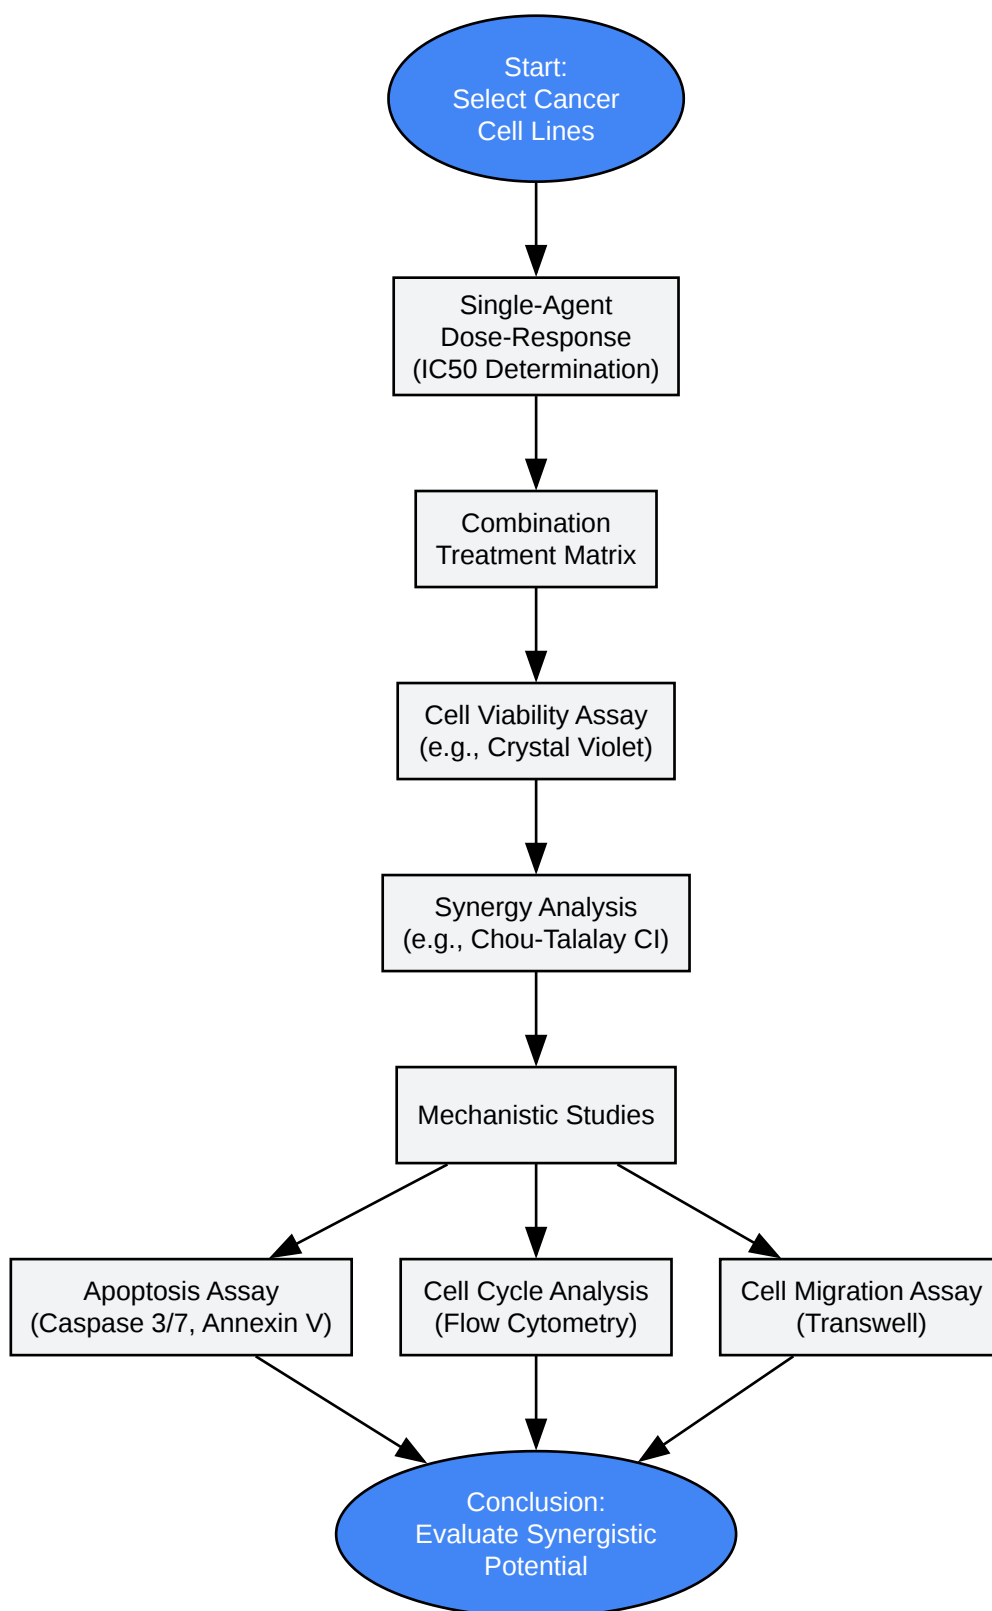 Start:
Select Cancer
Cell Lines
Single-Agent
Dose-Response
(IC50 Determination)
Combination
Treatment Matrix
Cell Viability Assay
(e.g., Crystal Violet)
Synergy Analysis
(e.g., Chou-Talalay CI)
Mechanistic Studies
Apoptosis Assay
(Caspase 3/7, Annexin V)
Cell Cycle Analysis
(Flow Cytometry)
Cell Migration Assay
(Transwell)
Conclusion:
Evaluate Synergistic
Potential